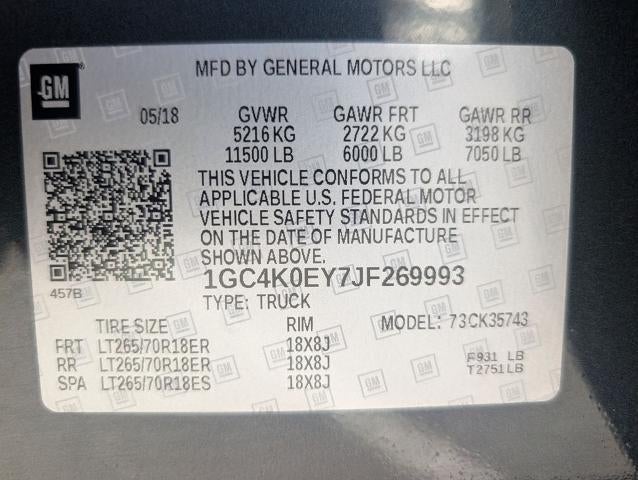 GM
MFD BY GENERAL MOTORS LLC
05/18 GVWR GAWR FRT GAWR RR
5216 KG 2722 KG 3198 KG
11500 LB 6000 LB 7050 LB
THIS VEHICLE CONFORMS TO ALL
APPLICABLE U.S. FEDERAL MOTOR
VEHICLE SAFETY STANDARDS IN EFFECT
ON THE DATE OF MANUFACTURE
SHOWN ABOVE.
457B
1GC4K0EY7JF269993
TYPE: TRUCK
TIRE SIZE RIM MODEL: 73CK35743
FRT LT265/70R18ER 18X8J
RR LT265/70R18ER 18X8J
SPA LT265/70R18ES 18X8J
F931 LB
T2751LB